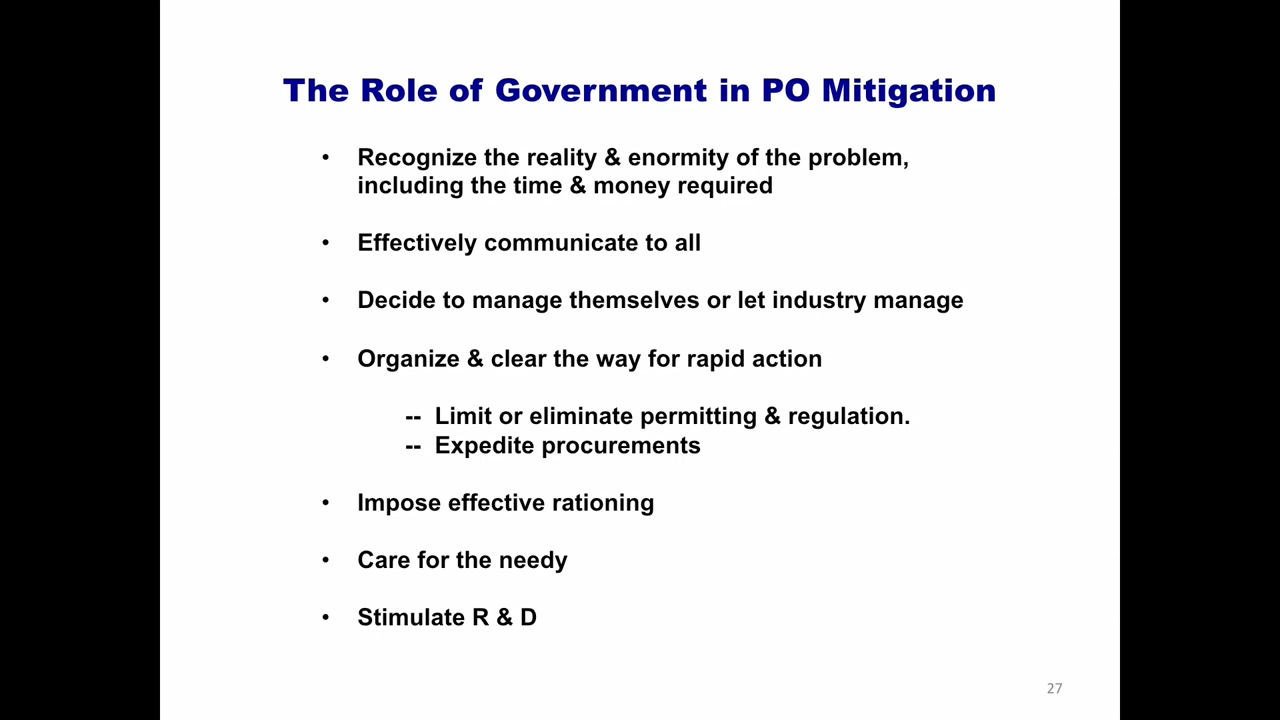 The Role of Government in PO Mitigation
• Recognize the reality & enormity of the problem,
including the time & money required
• Effectively communicate to all
• Decide to manage themselves or let industry manage
• Organize & clear the way for rapid action
-- Limit or eliminate permitting & regulation.
-- Expedite procurements
• Impose effective rationing
• Care for the needy
• Stimulate R & D
27